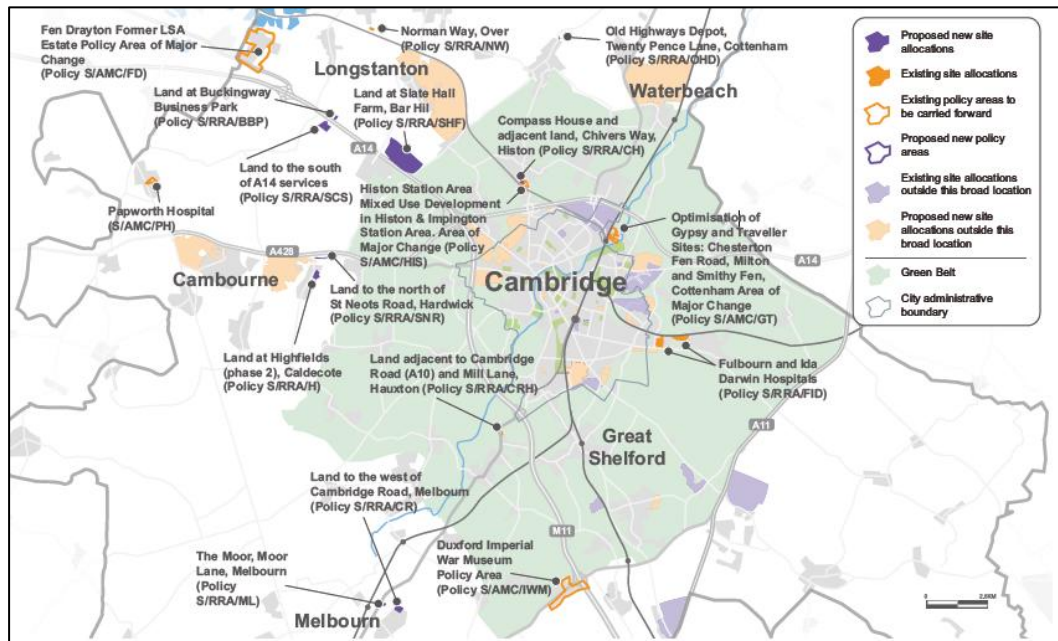 Fen Drayton Former LSA
Estate Policy Area of Major
Change
(Policy S/AMC/FD)
Norman Way, Over
(Policy S/RRA/NW)
Old Highways Depot,
Twenty Pence Lane, Cottenham
(Policy S/RRA/OHD)
Longstanton
Waterbeach
Land at Buckingway
Business Park
(Policy S/RRA/BBP)
Land at Slate Hall
Farm, Bar Hil
(Policy S/RRA/SHF)
Compass House and
adjacent land, Chivers Way,
Histon (Policy S/RRA/CH)
A14
Land to the south
of A14 services
(Policy S/RRA/SCS)
Histon Station Area
Mixed Use Development
in Histon & Impington
Station Area. Area of
Major Change (Policy
S/AMC/HIS)
Papworth Hospital
(S/AMC/PH)
Optimisation of
Gypsy and Traveller
Sites: Chesterton
Fen Road, Milton
and Smithy Fen,
Cottenham Area of
Major Change
(Policy S/AMC/GT)
A14
A428
Cambourne
Cambridge
Land to the north of
St Neots Road, Hardwick
(Policy S/RRA/SNR)
Land at Highfields
(phase 2), Caldecote
(Policy S/RRA/H)
Land adjacent to Cambridge
Road (A10) and Mill Lane,
Hauxton (Policy S/RRA/CRH)
Fulbourn and Ida
Darwin Hospitals
(Policy S/RRA/FID)
A11
Great
Shelford
Land to the west of
Cambridge Road, Melbourn
(Policy S/RRA/CR)
M11
The Moor, Moor
Lane, Melbourn
(Policy
S/RRA/ML)
Duxford Imperial
War Museum
Policy Area
(Policy S/AMC/IWM)
Melbourn
Proposed new site
allocations
Existing site allocations
Existing policy areas to
be carried forward
Proposed new policy
areas
Existing site allocations
outside this broad location
Proposed new site
allocations outside this
broad location
Green Belt
City administrative
boundary
0